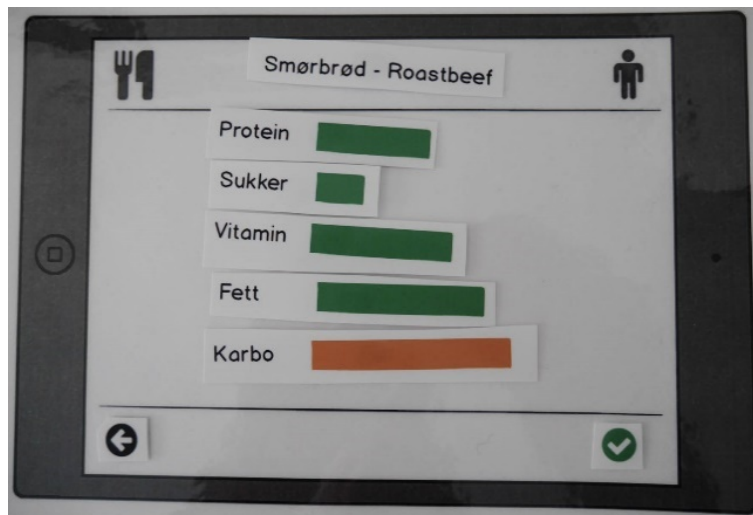 Smørbrød - Roastbeef
Protein
Sukker
Vitamin
Fett
Karbo